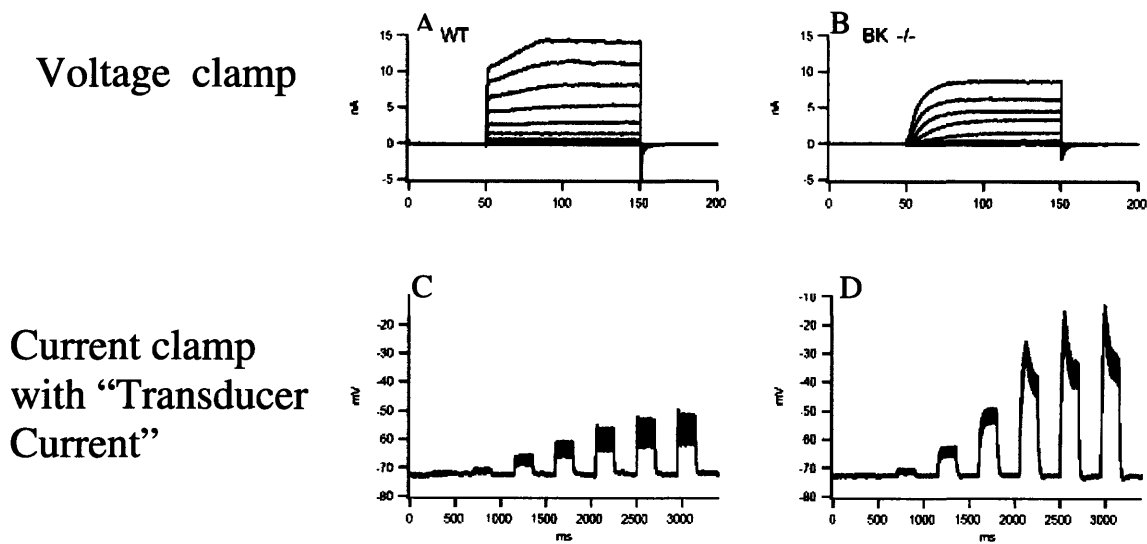 Voltage clamp
A WT
15
10
5
0
-5
nA
0 50 100 150 200
B BK -/-
15
10
5
0
-5
nA
0 50 100 150 200
Current clamp
with “Transducer
Current”
C
-20
-30
-40
-50
-60
-70
-80
mV
0 500 1000 1500 2000 2500 3000
ms
D
-10
-20
-30
-40
-50
-60
-70
-80
mV
0 500 1000 1500 2000 2500 3000
ms